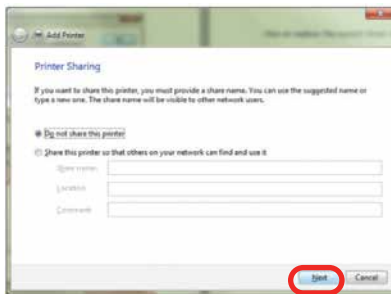 Add Printer
Printer Sharing
If you want to share this printer, you must provide a share name. You can use the suggested name or
type a new one. The share name will be visible to other network users.
Do not share this printer
Share this printer so that others on your network can find and use it
Share name:
Location:
Comment:
Next
Cancel